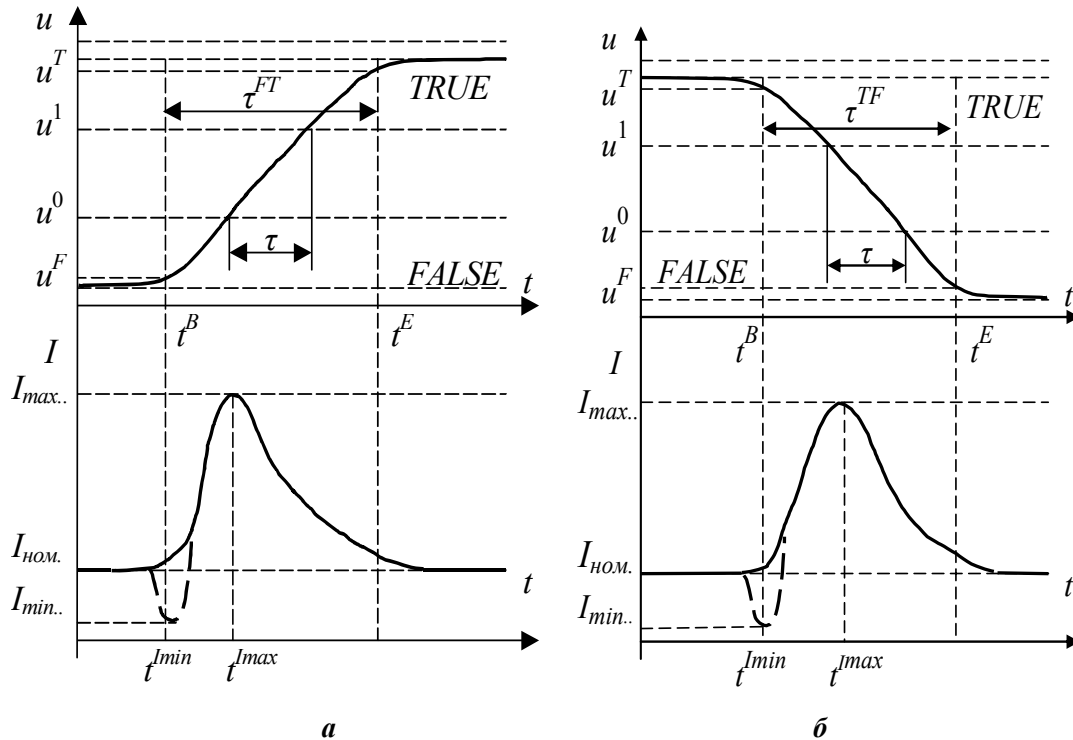 u
u^T
τ^FT
TRUE
u^1
u^0
τ
u^F
FALSE
t
t^B
t^E
I
I_max..
I_ном.
t
I_min..
t^Imin
t^Imax
а
u
u^T
τ^TF
TRUE
u^1
u^0
τ
u^F
FALSE
t
t^B
t^E
I
I_max..
I_ном.
t
I_min..
t^Imin
t^Imax
б